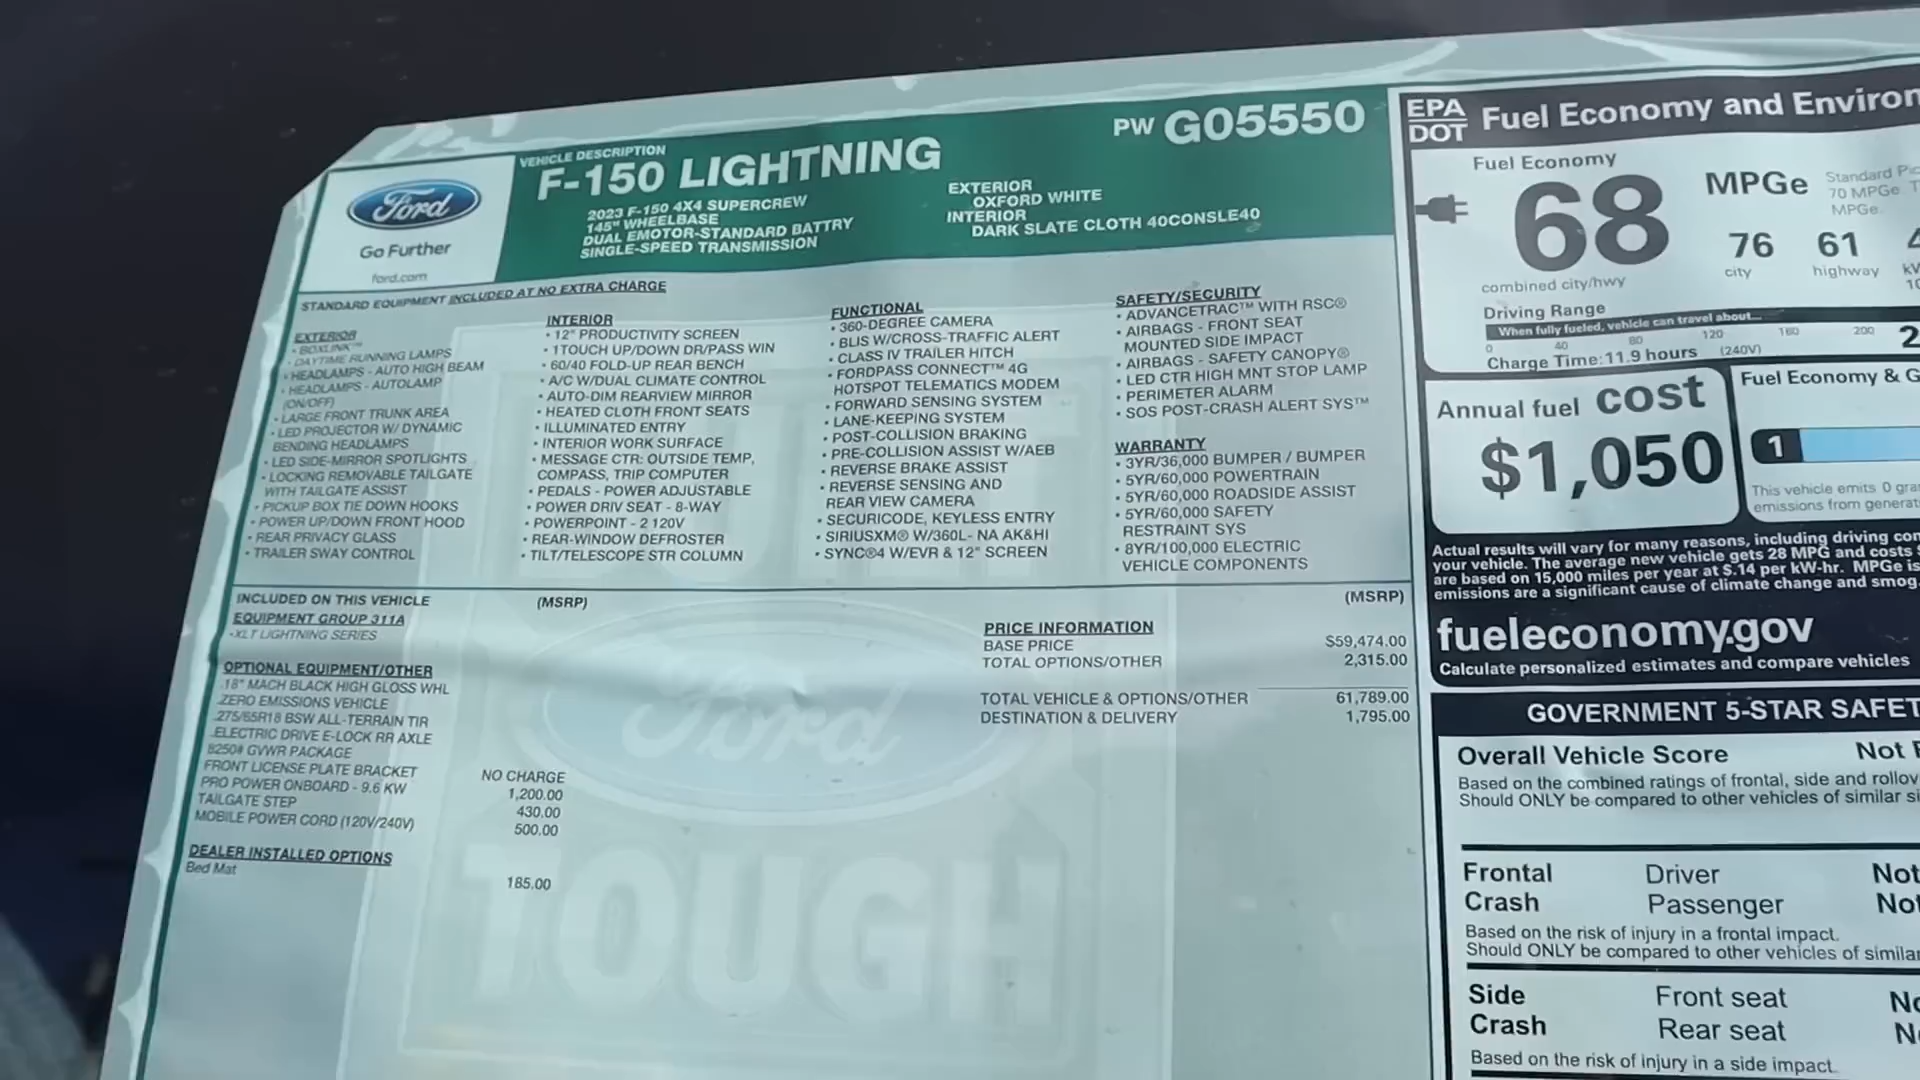 Ford
Go Further
ford.com
VEHICLE DESCRIPTION
F-150 LIGHTNING
2023 F-150 4X4 SUPERCREW
145" WHEELBASE
DUAL EMOTOR-STANDARD BATTRY
SINGLE-SPEED TRANSMISSION
EXTERIOR
OXFORD WHITE
INTERIOR
DARK SLATE CLOTH 40CONSLE40
PW G05550
STANDARD EQUIPMENT INCLUDED AT NO EXTRA CHARGE
EXTERIOR
• BOXLINK™
• DAYTIME RUNNING LAMPS
• HEADLAMPS - AUTO HIGH BEAM
• HEADLAMPS - AUTOLAMP
(ON/OFF)
• LARGE FRONT TRUNK AREA
• LED PROJECTOR W/ DYNAMIC
BENDING HEADLAMPS
• LED SIDE-MIRROR SPOTLIGHTS
• LOCKING REMOVABLE TAILGATE
WITH TAILGATE ASSIST
• PICKUP BOX TIE DOWN HOOKS
• POWER UP/DOWN FRONT HOOD
• REAR PRIVACY GLASS
• TRAILER SWAY CONTROL
INTERIOR
• 12" PRODUCTIVITY SCREEN
• 1TOUCH UP/DOWN DR/PASS WIN
• 60/40 FOLD-UP REAR BENCH
• A/C W/DUAL CLIMATE CONTROL
• AUTO-DIM REARVIEW MIRROR
• HEATED CLOTH FRONT SEATS
• ILLUMINATED ENTRY
• INTERIOR WORK SURFACE
• MESSAGE CTR: OUTSIDE TEMP,
COMPASS, TRIP COMPUTER
• PEDALS - POWER ADJUSTABLE
• POWER DRIV SEAT - 8-WAY
• POWERPOINT - 2 120V
• REAR-WINDOW DEFROSTER
• TILT/TELESCOPE STR COLUMN
FUNCTIONAL
• 360-DEGREE CAMERA
• BLIS W/CROSS-TRAFFIC ALERT
• CLASS IV TRAILER HITCH
• FORDPASS CONNECT™ 4G
HOTSPOT TELEMATICS MODEM
• FORWARD SENSING SYSTEM
• LANE-KEEPING SYSTEM
• POST-COLLISION BRAKING
• PRE-COLLISION ASSIST W/AEB
• REVERSE BRAKE ASSIST
• REVERSE SENSING AND
REAR VIEW CAMERA
• SECURICODE, KEYLESS ENTRY
• SIRIUSXM® W/360L- NA AK&HI
• SYNC®4 W/EVR & 12" SCREEN
SAFETY/SECURITY
• ADVANCETRAC™ WITH RSC®
• AIRBAGS - FRONT SEAT
MOUNTED SIDE IMPACT
• AIRBAGS - SAFETY CANOPY®
• LED CTR HIGH MNT STOP LAMP
• PERIMETER ALARM
• SOS POST-CRASH ALERT SYS™
WARRANTY
• 3YR/36,000 BUMPER / BUMPER
• 5YR/60,000 POWERTRAIN
• 5YR/60,000 ROADSIDE ASSIST
• 5YR/60,000 SAFETY
RESTRAINT SYS
• 8YR/100,000 ELECTRIC
VEHICLE COMPONENTS
INCLUDED ON THIS VEHICLE (MSRP)
EQUIPMENT GROUP 311A
.XLT LIGHTNING SERIES
OPTIONAL EQUIPMENT/OTHER
.18" MACH BLACK HIGH GLOSS WHL
.ZERO EMISSIONS VEHICLE
.275/65R18 BSW ALL-TERRAIN TIR
.ELECTRIC DRIVE E-LOCK RR AXLE
8250# GVWR PACKAGE
FRONT LICENSE PLATE BRACKET NO CHARGE
PRO POWER ONBOARD - 9.6 KW 1,200.00
TAILGATE STEP 430.00
MOBILE POWER CORD (120V/240V) 500.00
DEALER INSTALLED OPTIONS
Bed Mat 185.00
(MSRP)
PRICE INFORMATION
BASE PRICE $59,474.00
TOTAL OPTIONS/OTHER 2,315.00
TOTAL VEHICLE & OPTIONS/OTHER 61,789.00
DESTINATION & DELIVERY 1,795.00
Ford
TOUGH
EPA
DOT
Fuel Economy and Environ
Fuel Economy
68
MPGe
combined city/hwy
76
city
61
highway
Standard Pic
70 MPGe
MPGe.
Driving Range
When fully fueled, vehicle can travel about...
0 40 80 120 160 200
Charge Time: 11.9 hours (240V)
Annual fuel cost
$1,050
Fuel Economy & G
1
This vehicle emits 0 gra
emissions from generat
Actual results will vary for many reasons, including driving con
your vehicle. The average new vehicle gets 28 MPG and costs $
are based on 15,000 miles per year at $.14 per kW-hr. MPGe is
emissions are a significant cause of climate change and smog.
fueleconomy.gov
Calculate personalized estimates and compare vehicles
GOVERNMENT 5-STAR SAFET
Overall Vehicle Score Not
Based on the combined ratings of frontal, side and rollov
Should ONLY be compared to other vehicles of similar si
Frontal Driver Not
Crash Passenger Not
Based on the risk of injury in a frontal impact.
Should ONLY be compared to other vehicles of similar
Side Front seat
Crash Rear seat
Based on the risk of injury in a side impact.